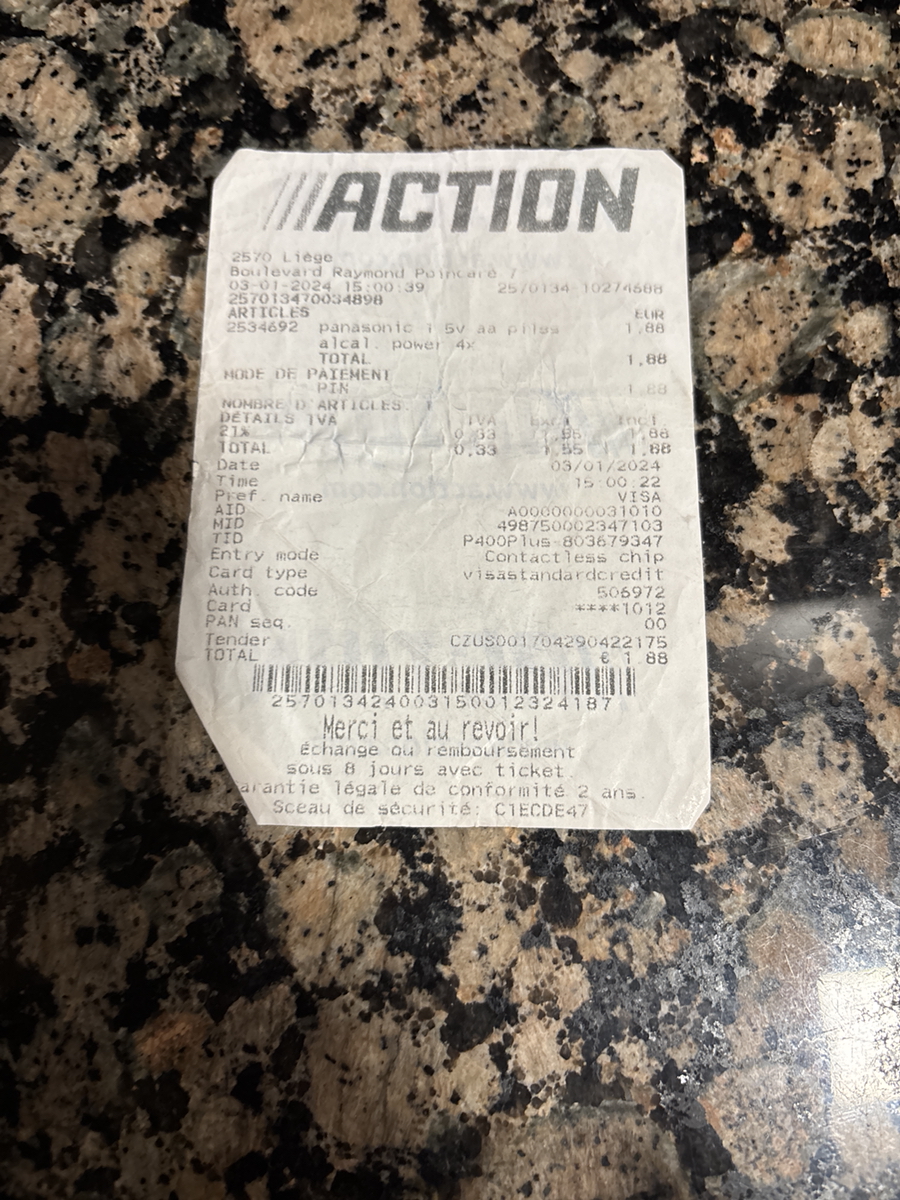 ACTION
2570 Liège
Boulevard Raymond Poincaré 7
03-01-2024 15:00:39 2570134 10274688
257013470034898
ARTICLES EUR
2534692 panasonic 1 5v aa piles 1,88
alcal. power 4x
TOTAL 1,88
MODE DE PAIEMENT
PIN 1,88
NOMBRE D'ARTICLES: 1
DÉTAILS TVA TVA Excl Incl
21% 0,33 1,55 1,88
TOTAL 0,33 1,55 1,88
Date 03/01/2024
Time 15:00:22
Pref. name VISA
AID A0000000031010
MID 498750002347103
TID P400Plus-803679347
Entry mode Contactless chip
Card type visastandardcredit
Auth. code 506972
Card ****1012
PAN seq. 00
Tender CZUS001704290422175
TOTAL € 1.88
257013424003150012324187
Merci et au revoir!
Échange ou remboursement
sous 8 jours avec ticket.
arantie légale de conformité 2 ans.
Sceau de sécurité: C1ECDE47